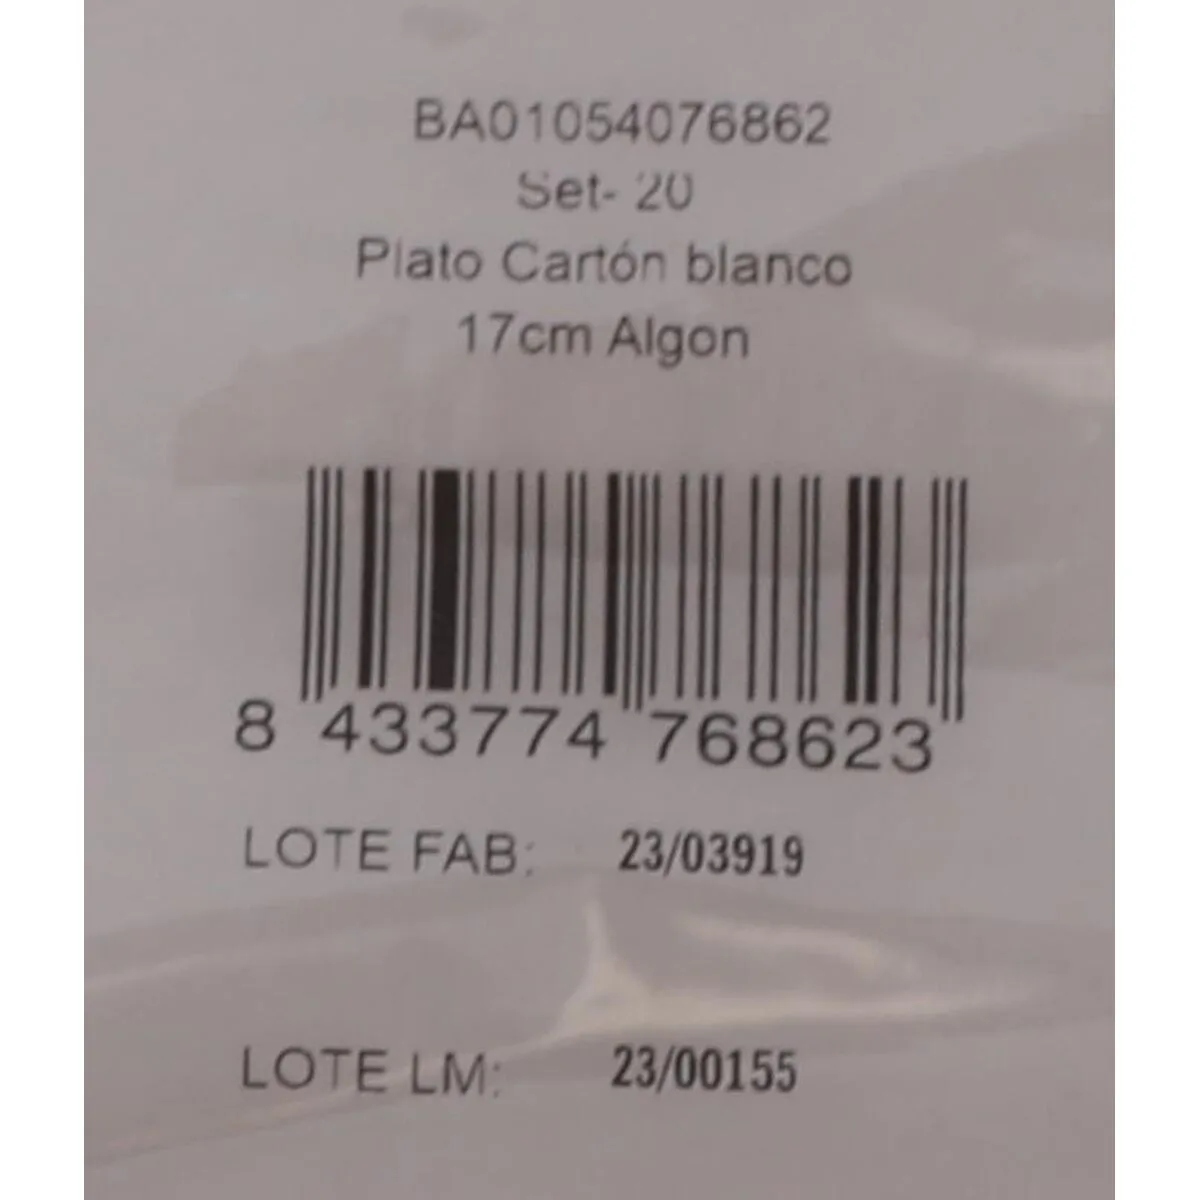 BA01054076862
Set- 20
Plato Cartón blanco
17cm Algon
8 433774 768623
LOTE FAB: 23/03919
LOTE LM: 23/00155